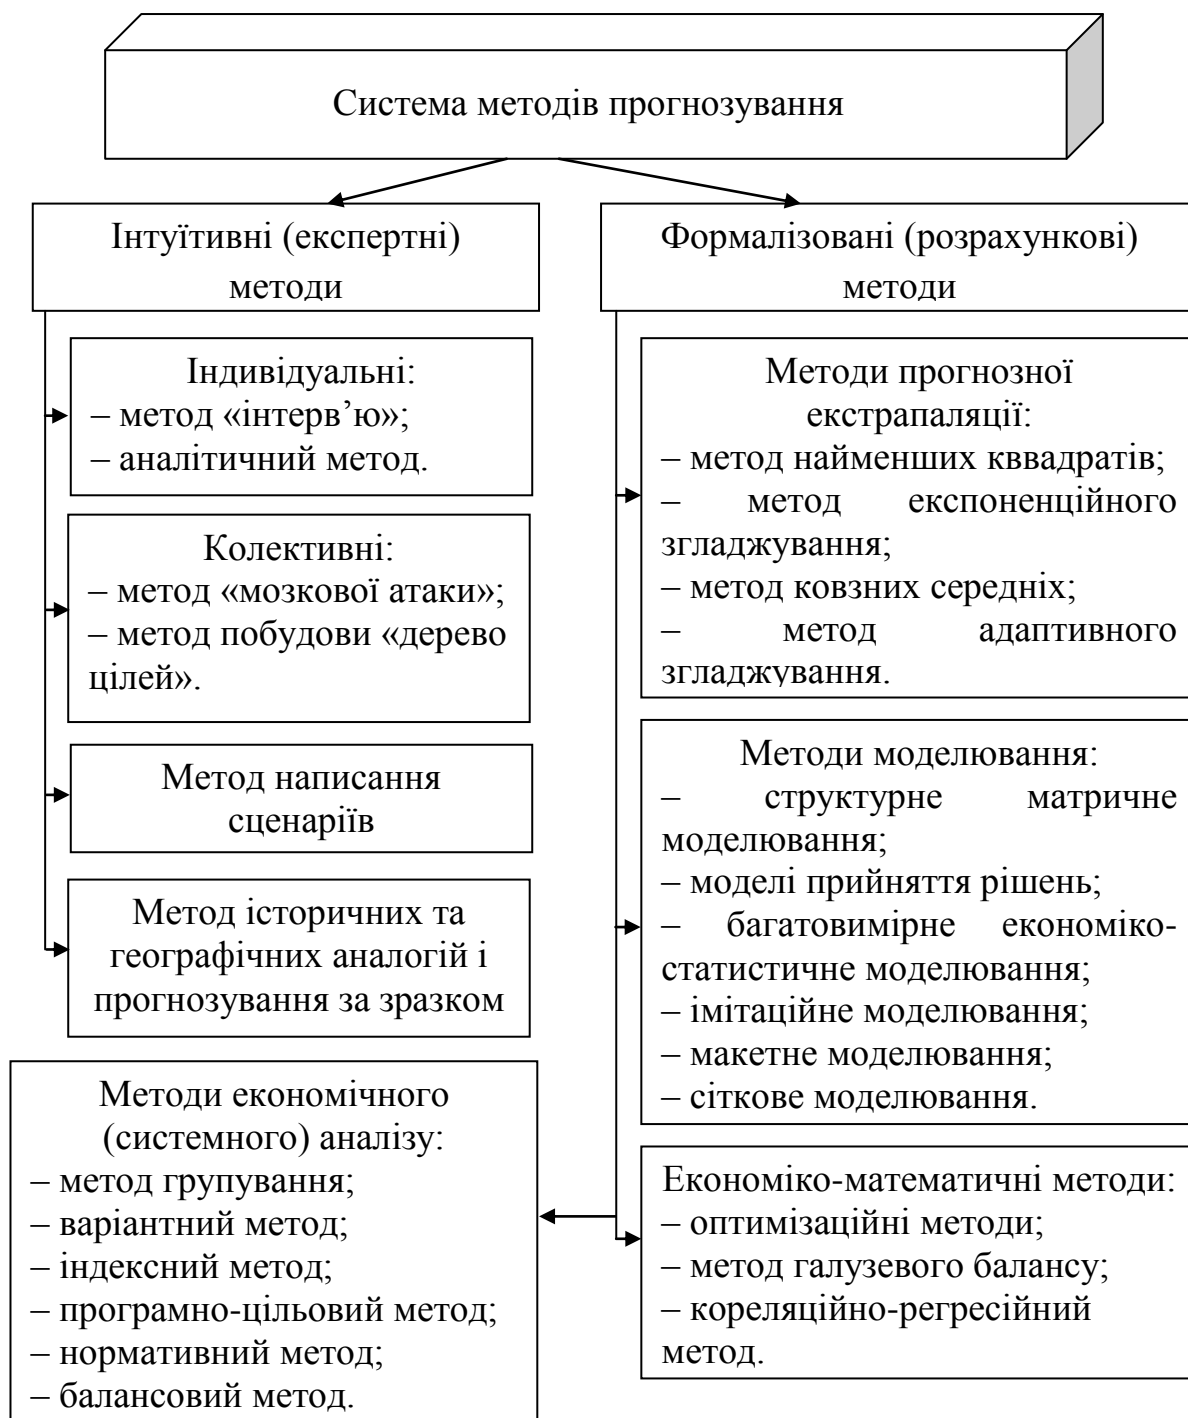 Система методів прогнозування
Інтуїтивні (експертні)
методи
Індивідуальні:
– метод «інтерв’ю»;
– аналітичний метод.
Колективні:
– метод «мозкової атаки»;
– метод побудови «дерево
цілей».
Метод написання
сценаріїв
Метод історичних та
географічних аналогій і
прогнозування за зразком
Формалізовані (розрахункові)
методи
Методи прогнозної
екстрапаляції:
– метод найменших кввадратів;
– метод експоненційного
згладжування;
– метод ковзних середніх;
– метод адаптивного
згладжування.
Методи моделювання:
– структурне матричне
моделювання;
– моделі прийняття рішень;
– багатовимірне економіко-
статистичне моделювання;
– імітаційне моделювання;
– макетне моделювання;
– сіткове моделювання.
Економіко-математичні методи:
– оптимізаційні методи;
– метод галузевого балансу;
– кореляційно-регресійний
метод.
Методи економічного
(системного) аналізу:
– метод групування;
– варіантний метод;
– індексний метод;
– програмно-цільовий метод;
– нормативний метод;
– балансовий метод.